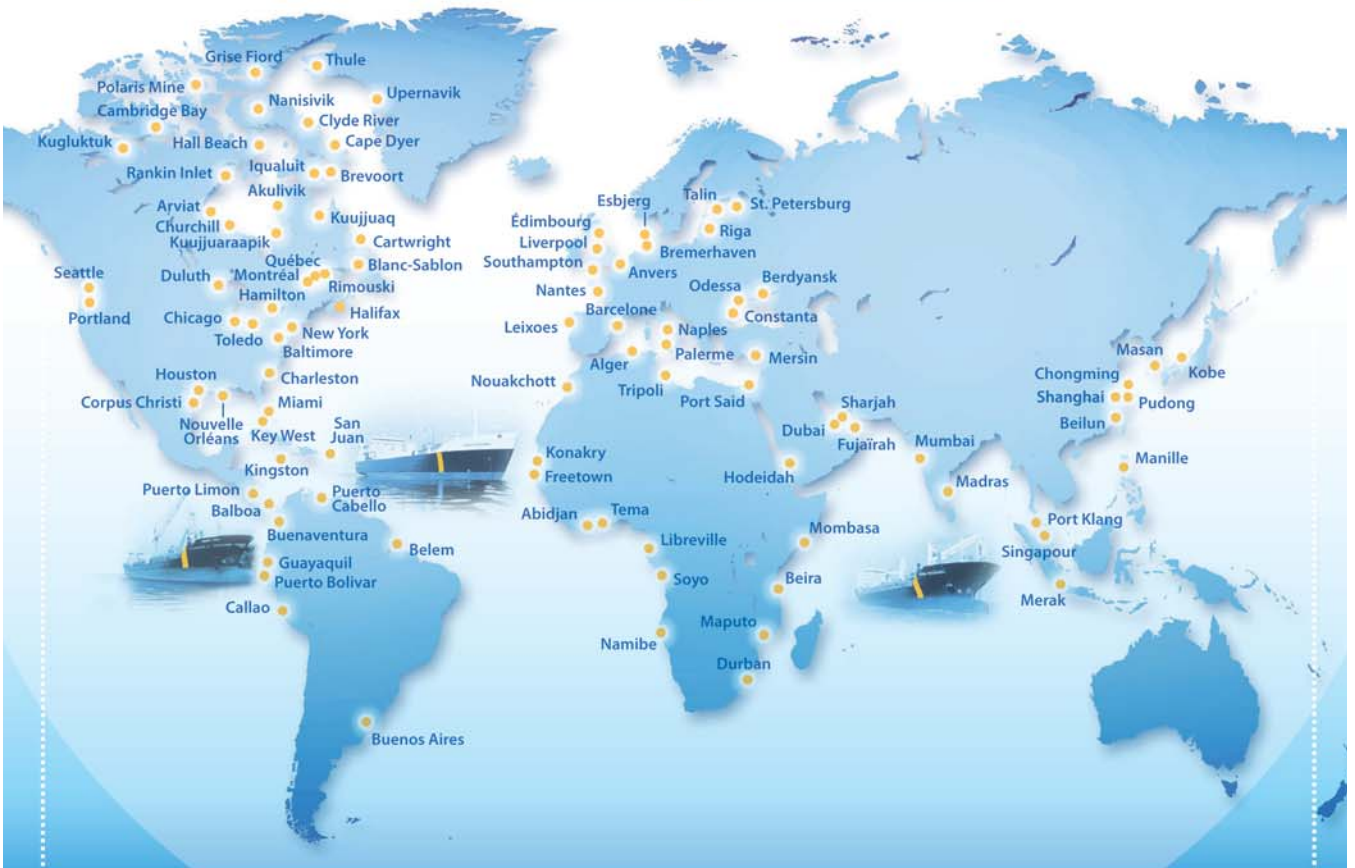 Grise Fiord
Thule
Polaris Mine
Upernavik
Cambridge Bay
Nanisivik
Clyde River
Kugluktuk
Hall Beach
Cape Dyer
Rankin Inlet
Iqualuit
Brevoort
Akulivik
Arviat
Kuujjuaq
Churchill
Kuujjuaraapik
Cartwright
Québec
Blanc-Sablon
Seattle
Duluth
Montréal
Rimouski
Hamilton
Portland
Chicago
Halifax
Toledo
New York
Baltimore
Houston
Charleston
Corpus Christi
Miami
Nouvelle
Orléans
Key West
San
Juan
Kingston
Puerto Limon
Puerto
Cabello
Balboa
Buenaventura
Belem
Guayaquil
Puerto Bolivar
Callao
Buenos Aires
Esbjerg
Talin
St. Petersburg
Édimbourg
Riga
Liverpool
Bremerhaven
Southampton
Anvers
Berdyansk
Nantes
Odessa
Barcelone
Constanta
Leixoes
Naples
Palerme
Mersin
Alger
Nouakchott
Tripoli
Port Said
Sharjah
Dubai
Fujaïrah
Mumbai
Konakry
Hodeidah
Freetown
Madras
Abidjan
Tema
Mombasa
Libreville
Soyo
Beira
Namibe
Maputo
Durban
Masan
Kobe
Chongming
Shanghai
Pudong
Beilun
Manille
Port Klang
Singapour
Merak